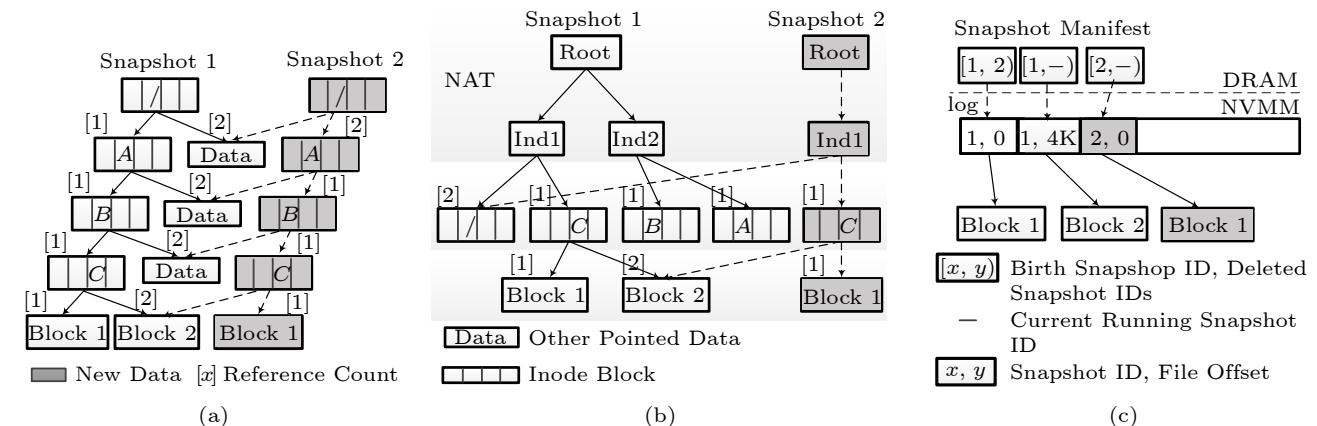 Snapshot 1
Snapshot 2
/
/
[1]
[2]
[2]
A
Data
A
[1]
[2]
[1]
B
Data
B
[1]
[2]
[1]
C
Data
C
[1]
[2]
[1]
Block 1
Block 2
Block 1
New Data
[x] Reference Count
(a)
Snapshot 1
Snapshot 2
Root
Root
NAT
Ind1
Ind2
Ind1
[2]
[1]
[1]
[1]
[1]
/
C
B
A
C
[1]
[2]
[1]
Block 1
Block 2
Block 1
Data
Other Pointed Data
Inode Block
(b)
Snapshot Manifest
[1, 2)
[1,−)
[2,−)
DRAM
log
NVMM
1, 0
1, 4K
2, 0
Block 1
Block 2
Block 1
[x, y)
Birth Snapshop ID, Deleted
Snapshot IDs
−
Current Running Snapshot
ID
x, y
Snapshot ID, File Offset
(c)